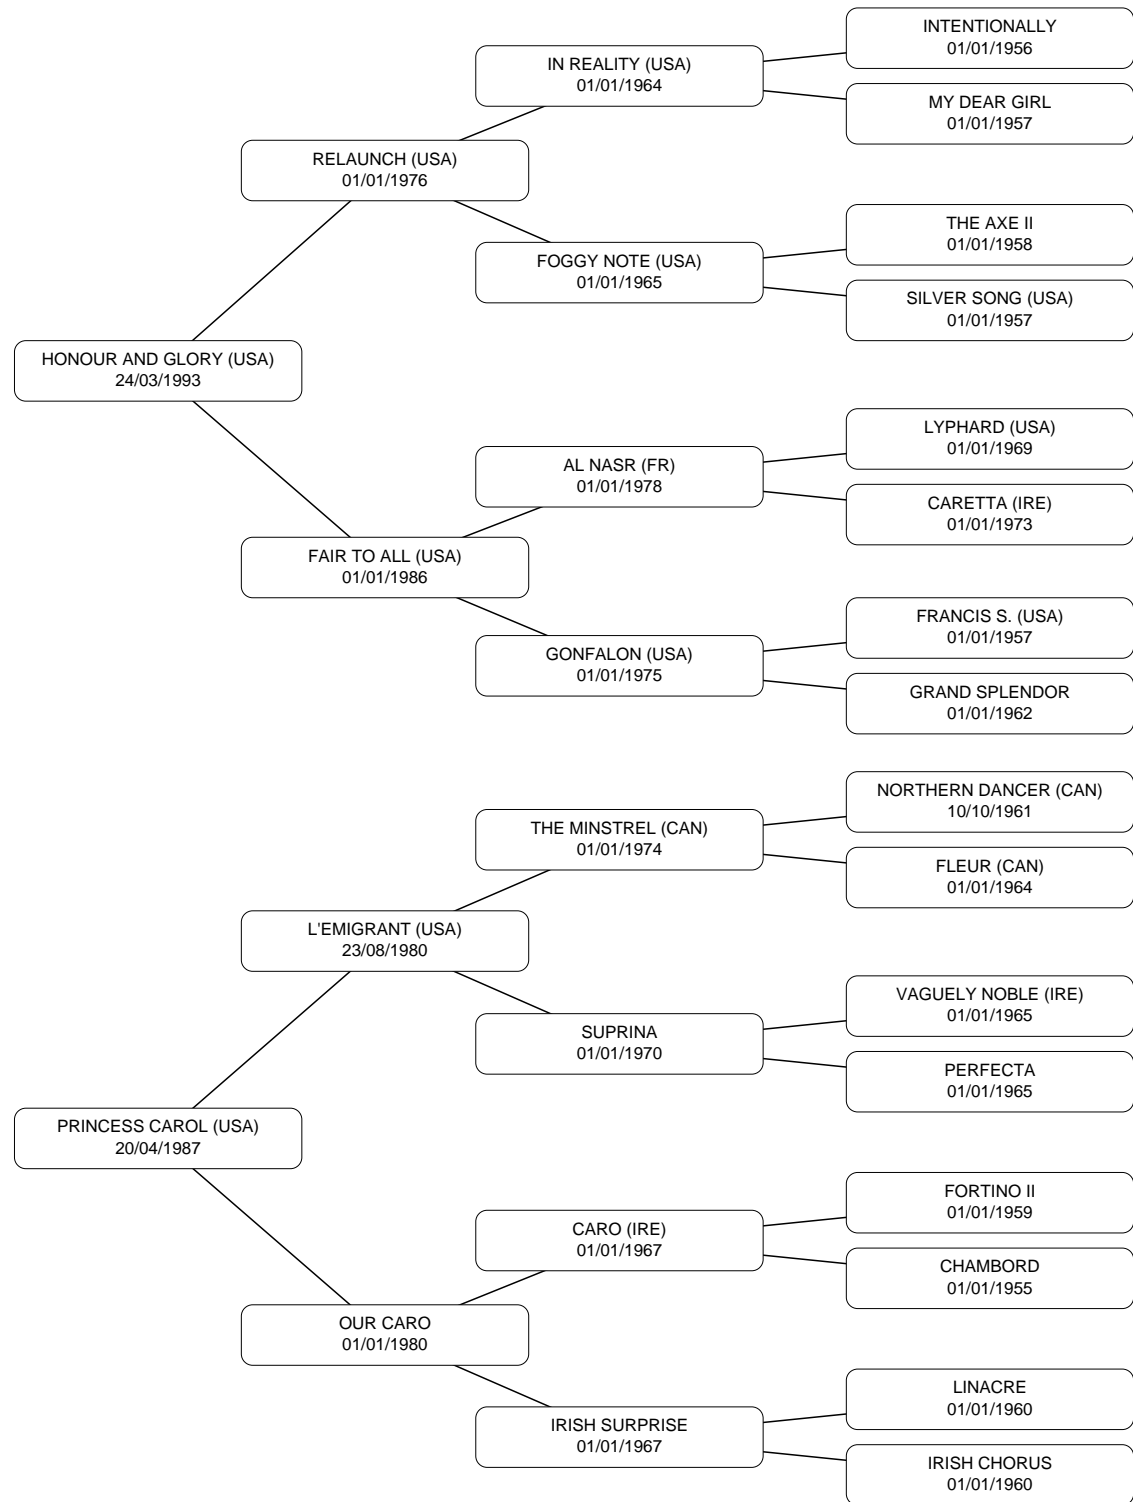 INTENTIONALLY
01/01/1956
IN REALITY (USA)
01/01/1964
MY DEAR GIRL
01/01/1957
RELAUNCH (USA)
01/01/1976
THE AXE II
01/01/1958
FOGGY NOTE (USA)
01/01/1965
SILVER SONG (USA)
01/01/1957
HONOUR AND GLORY (USA)
24/03/1993
LYPHARD (USA)
01/01/1969
AL NASR (FR)
01/01/1978
CARETTA (IRE)
01/01/1973
FAIR TO ALL (USA)
01/01/1986
FRANCIS S. (USA)
01/01/1957
GONFALON (USA)
01/01/1975
GRAND SPLENDOR
01/01/1962
NORTHERN DANCER (CAN)
10/10/1961
THE MINSTREL (CAN)
01/01/1974
FLEUR (CAN)
01/01/1964
L'EMIGRANT (USA)
23/08/1980
VAGUELY NOBLE (IRE)
01/01/1965
SUPRINA
01/01/1970
PERFECTA
01/01/1965
PRINCESS CAROL (USA)
20/04/1987
FORTINO II
01/01/1959
CARO (IRE)
01/01/1967
CHAMBORD
01/01/1955
OUR CARO
01/01/1980
LINACRE
01/01/1960
IRISH SURPRISE
01/01/1967
IRISH CHORUS
01/01/1960